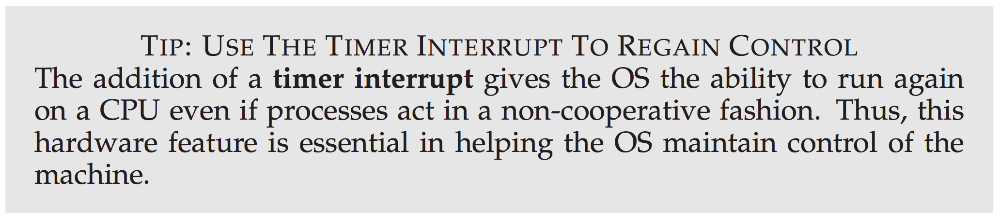 TIP: USE THE TIMER INTERRUPT TO REGAIN CONTROL
The addition of a timer interrupt gives the OS the ability to run again
on a CPU even if processes act in a non-cooperative fashion. Thus, this
hardware feature is essential in helping the OS maintain control of the
machine.